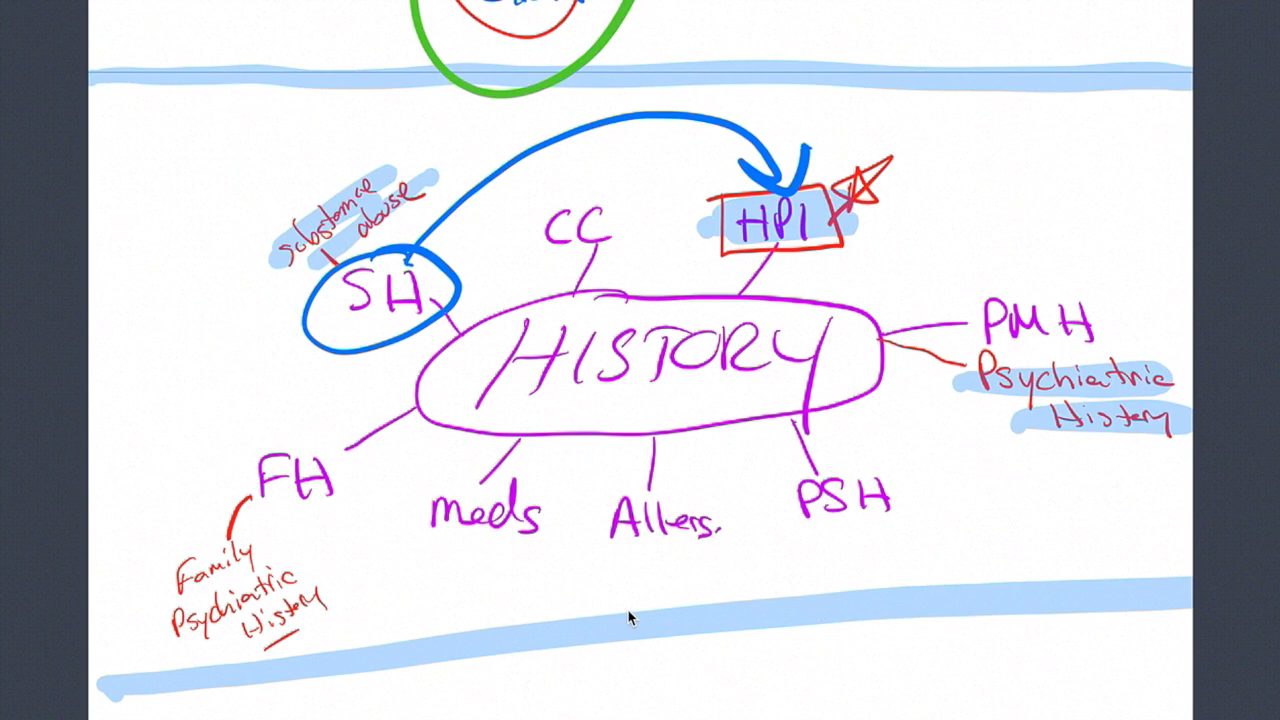 substance
abuse
CC
HPI
SH
HISTORY
PMH
Psychiatric
History
FH
meds
Allers.
PSH
Family
Psychiatric
History